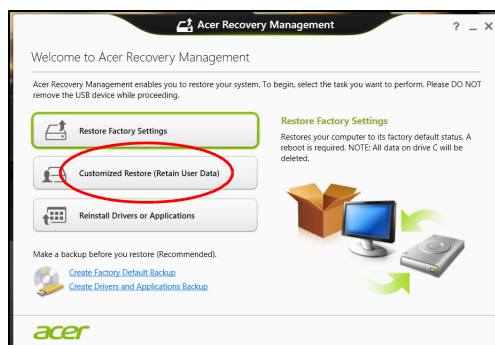 Acer Recovery Management
? _ X
Welcome to Acer Recovery Management
Acer Recovery Management enables you to restore your system. To begin, select the task you want to perform. Please DO NOT
remove the USB device while proceeding.
Restore Factory Settings
Customized Restore (Retain User Data)
Reinstall Drivers or Applications
Restore Factory Settings
Restores your computer to its factory default status. A
reboot is required. NOTE: All data on drive C will be
deleted.
Make a backup before you restore (Recommended).
Create Factory Default Backup
Create Drivers and Applications Backup
acer